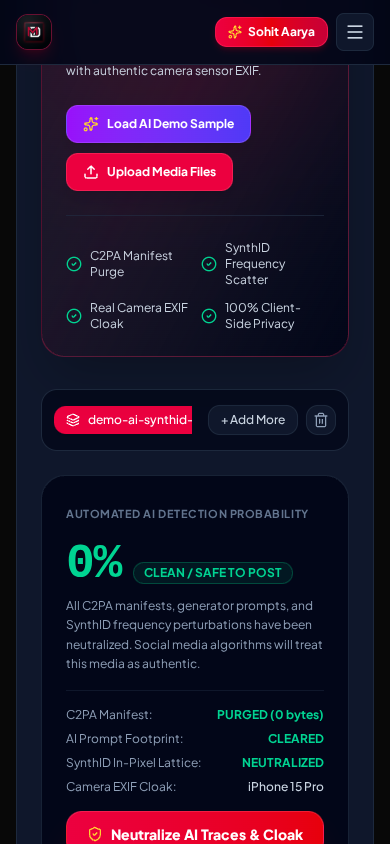 Sohit Aarya
with authentic camera sensor EXIF.
Load AI Demo Sample
Upload Media Files
C2PA Manifest
Purge
SynthID
Frequency
Scatter
Real Camera EXIF
Cloak
100% Client-
Side Privacy
demo-ai-synthid-
+ Add More
AUTOMATED AI DETECTION PROBABILITY
0%
CLEAN / SAFE TO POST
All C2PA manifests, generator prompts, and
SynthID frequency perturbations have been
neutralized. Social media algorithms will treat
this media as authentic.
C2PA Manifest: PURGED (0 bytes)
AI Prompt Footprint: CLEARED
SynthID In-Pixel Lattice: NEUTRALIZED
Camera EXIF Cloak: iPhone 15 Pro
Neutralize AI Traces & Cloak